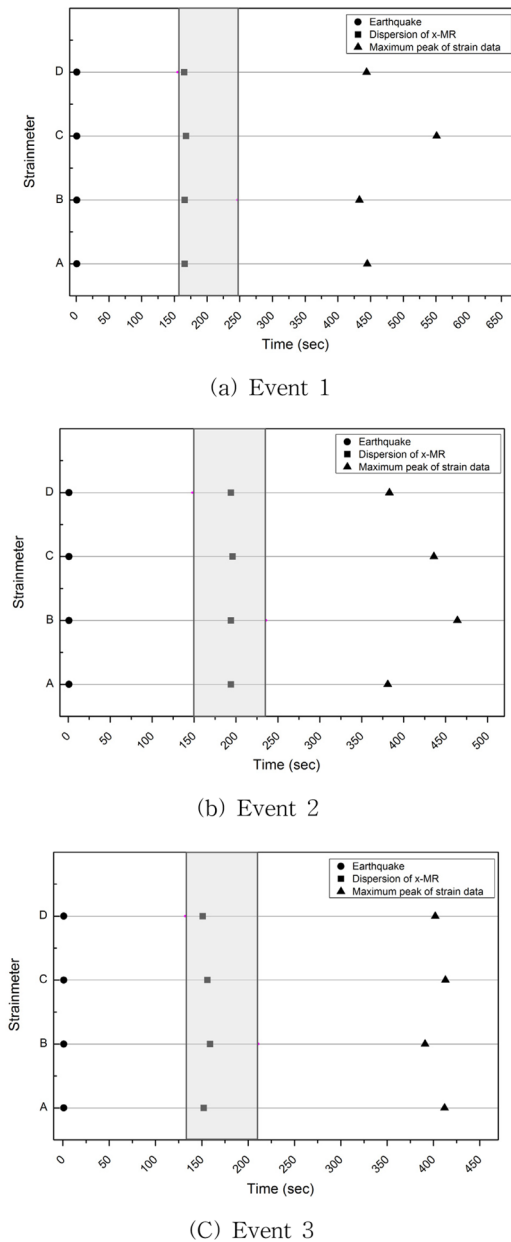 Earthquake
Dispersion of x-MR
Maximum peak of strain data
D
C
B
A
Strainmeter
0 50 100 150 200 250 300 350 400 450 500 550 600 650
Time (sec)
(a) Event 1
Earthquake
Dispersion of x-MR
Maximum peak of strain data
D
C
B
A
Strainmeter
0 50 100 150 200 250 300 350 400 450 500
Time (sec)
(b) Event 2
Earthquake
Dispersion of x-MR
Maximum peak of strain data
D
C
B
A
Strainmeter
0 50 100 150 200 250 300 350 400 450
Time (sec)
(C) Event 3